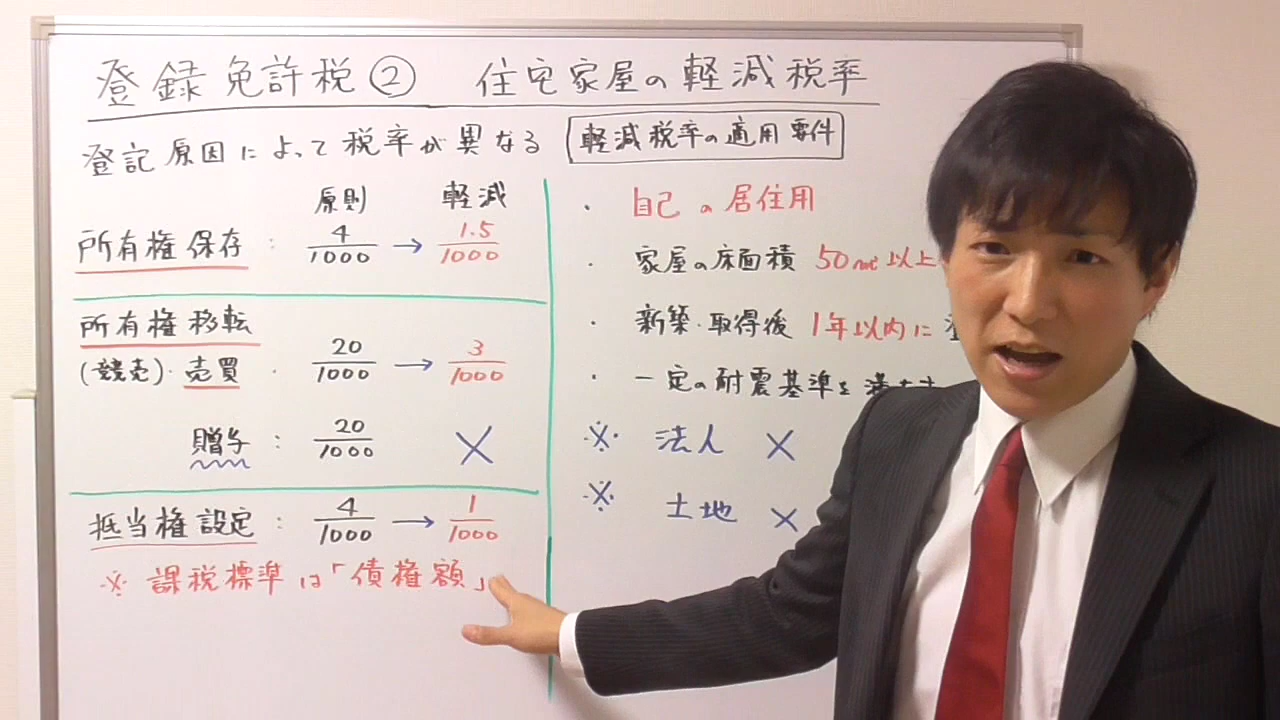 登録免許税② 住宅家屋の軽減税率
登記原因によって税率が異なる
原則 軽減
所有権保存： 4/1000 → 1.5/1000
所有権移転
(競売)・売買・ 20/1000 → 3/1000
贈与： 20/1000 ×
抵当権設定： 4/1000 → 1/1000
※課税標準は「債権額」
軽減税率の適用要件
・自己の居住用
・家屋の床面積 50㎡以上
・新築・取得後 1年以内に
・一定の耐震基準を満たす
※ 法人 ×
※ 土地 ×